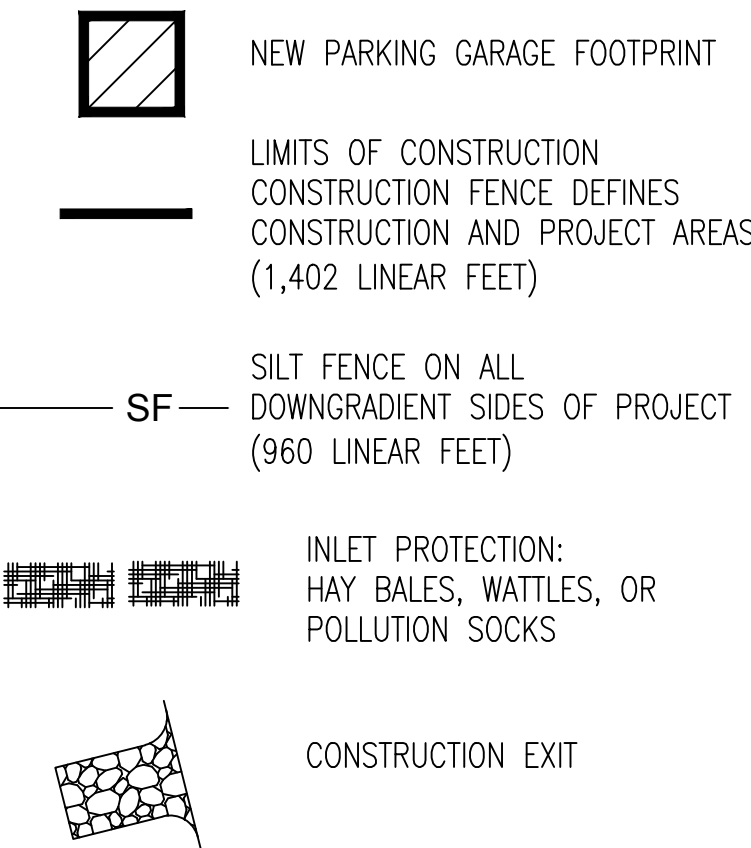 NEW PARKING GARAGE FOOTPRINT
LIMITS OF CONSTRUCTION
CONSTRUCTION FENCE DEFINES
CONSTRUCTION AND PROJECT AREAS
(1,402 LINEAR FEET)
SILT FENCE ON ALL
SF DOWNGRADIENT SIDES OF PROJECT
(960 LINEAR FEET)
INLET PROTECTION:
HAY BALES, WATTLES, OR
POLLUTION SOCKS
CONSTRUCTION EXIT